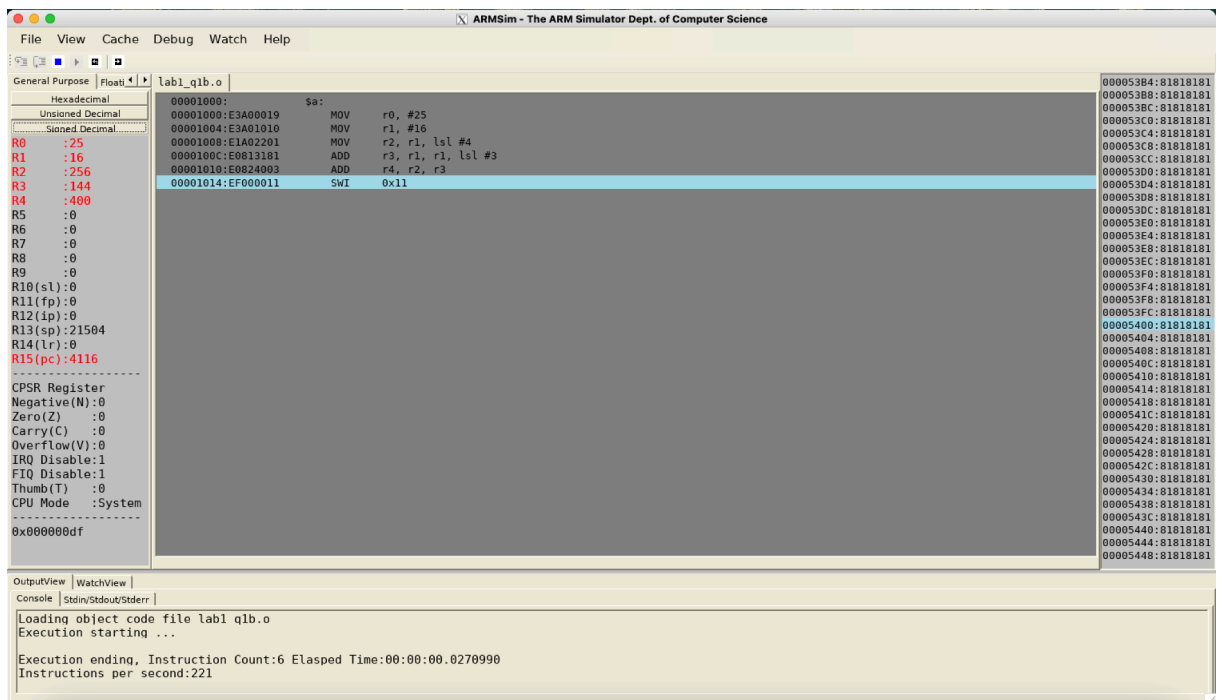 ARMSim - The ARM Simulator Dept. of Computer Science
File View Cache Debug Watch Help
General Purpose Floati
Hexadecimal
Unsigned Decimal
Signed Decimal
R0 :25
R1 :16
R2 :256
R3 :144
R4 :400
R5 :0
R6 :0
R7 :0
R8 :0
R9 :0
R10(sl):0
R11(fp):0
R12(ip):0
R13(sp):21504
R14(lr):0
R15(pc):4116
------------------
CPSR Register
Negative(N):0
Zero(Z) :0
Carry(C) :0
Overflow(V):0
IRQ Disable:1
FIQ Disable:1
Thumb(T) :0
CPU Mode :System
------------------
0x000000df
lab1_q1b.o
00001000: $a:
00001000:E3A00019 MOV r0, #25
00001004:E3A01010 MOV r1, #16
00001008:E1A02201 MOV r2, r1, lsl #4
0000100C:E0813181 ADD r3, r1, r1, lsl #3
00001010:E0824003 ADD r4, r2, r3
00001014:EF000011 SWI 0x11
000053B4:81818181
000053B8:81818181
000053BC:81818181
000053C0:81818181
000053C4:81818181
000053C8:81818181
000053CC:81818181
000053D0:81818181
000053D4:81818181
000053D8:81818181
000053DC:81818181
000053E0:81818181
000053E4:81818181
000053E8:81818181
000053EC:81818181
000053F0:81818181
000053F4:81818181
000053F8:81818181
000053FC:81818181
00005400:81818181
00005404:81818181
00005408:81818181
0000540C:81818181
00005410:81818181
00005414:81818181
00005418:81818181
0000541C:81818181
00005420:81818181
00005424:81818181
00005428:81818181
0000542C:81818181
00005430:81818181
00005434:81818181
00005438:81818181
0000543C:81818181
00005440:81818181
00005444:81818181
00005448:81818181
OutputView WatchView
Console Stdin/Stdout/Stderr
Loading object code file lab1_q1b.o
Execution starting ...
Execution ending, Instruction Count:6 Elasped Time:00:00:00.0270990
Instructions per second:221